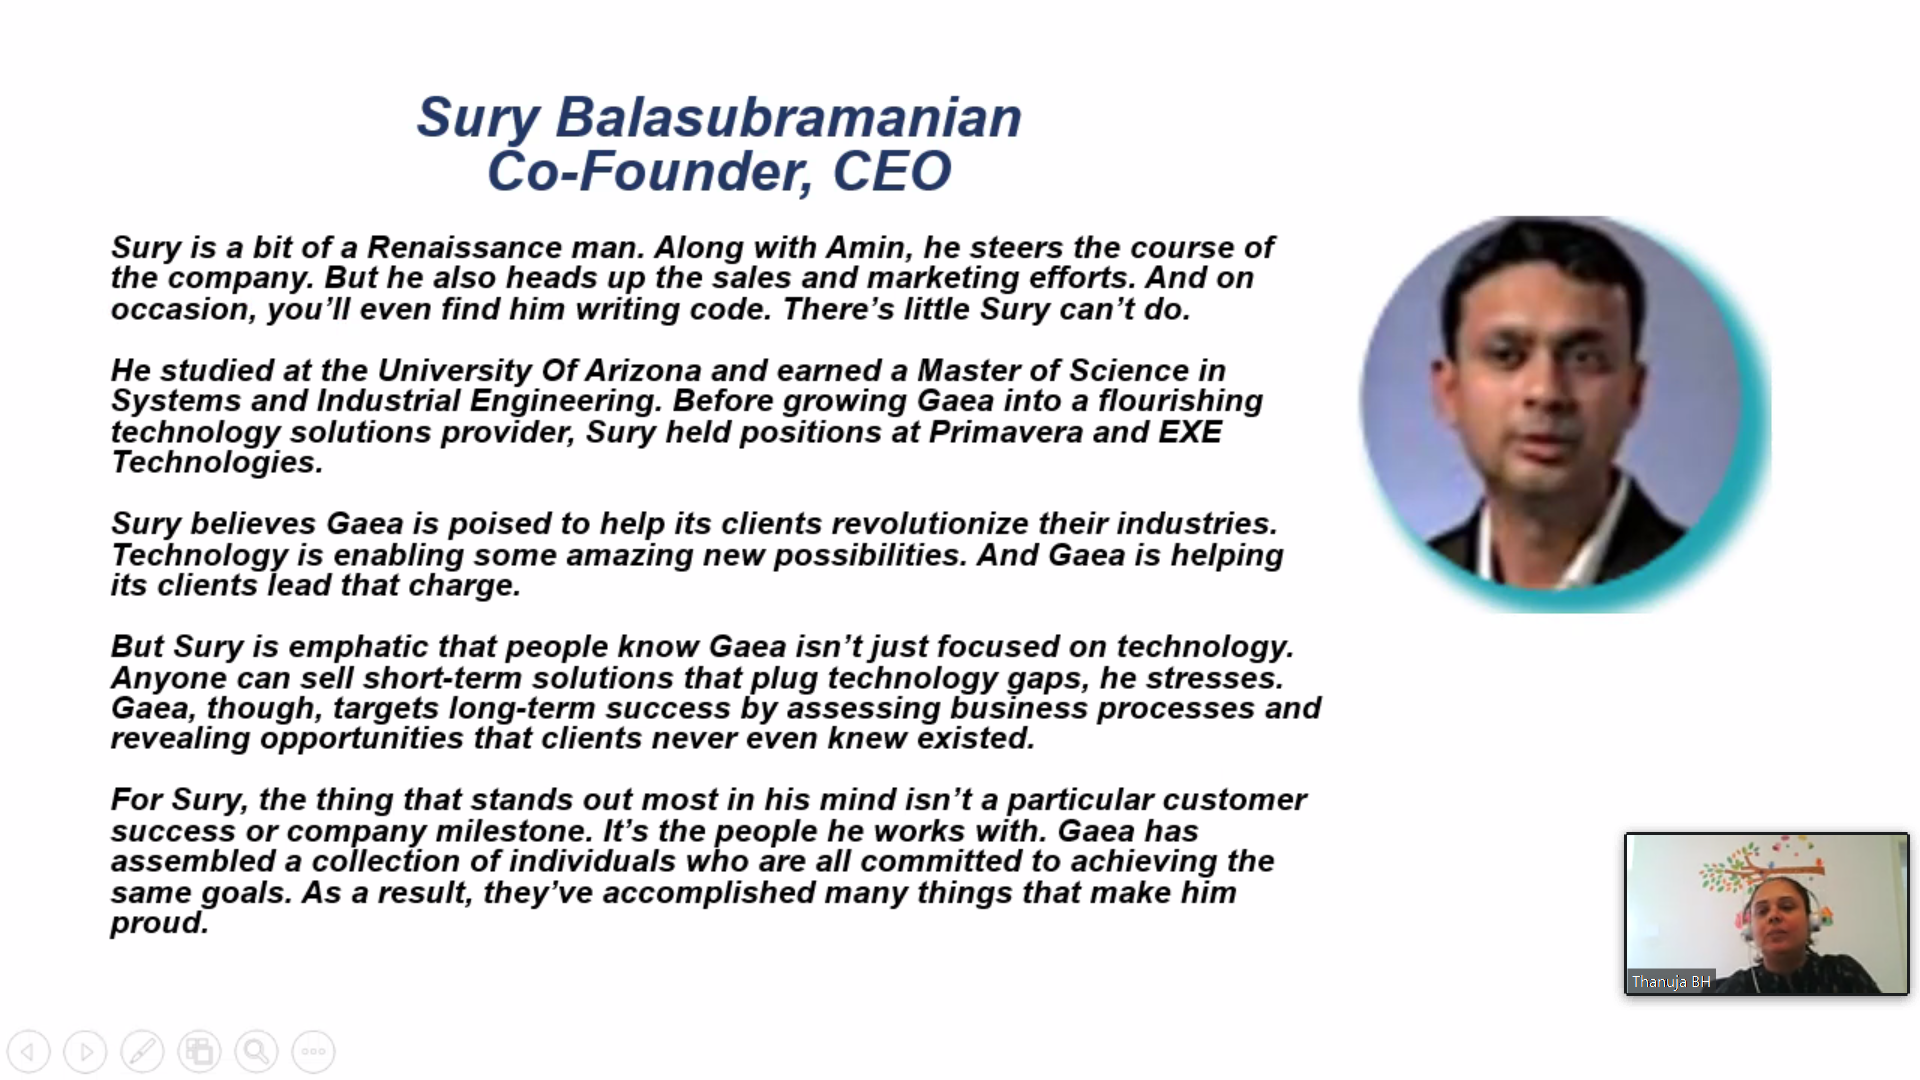 Sury Balasubramanian
Co-Founder, CEO
Sury is a bit of a Renaissance man. Along with Amin, he steers the course of
the company. But he also heads up the sales and marketing efforts. And on
occasion, you’ll even find him writing code. There’s little Sury can’t do.
He studied at the University Of Arizona and earned a Master of Science in
Systems and Industrial Engineering. Before growing Gaea into a flourishing
technology solutions provider, Sury held positions at Primavera and EXE
Technologies.
Sury believes Gaea is poised to help its clients revolutionize their industries.
Technology is enabling some amazing new possibilities. And Gaea is helping
its clients lead that charge.
But Sury is emphatic that people know Gaea isn’t just focused on technology.
Anyone can sell short-term solutions that plug technology gaps, he stresses.
Gaea, though, targets long-term success by assessing business processes and
revealing opportunities that clients never even knew existed.
For Sury, the thing that stands out most in his mind isn’t a particular customer
success or company milestone. It’s the people he works with. Gaea has
assembled a collection of individuals who are all committed to achieving the
same goals. As a result, they’ve accomplished many things that make him
proud.
Thanuja BH